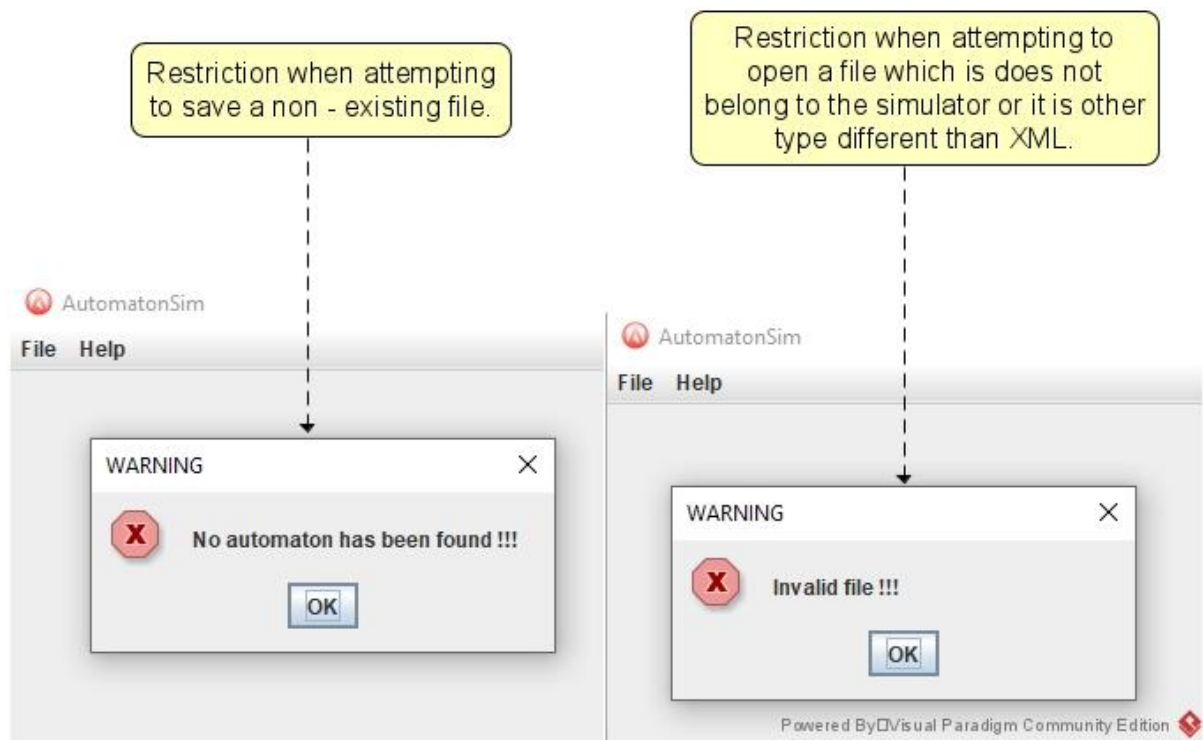 Restriction when attempting
to save a non - existing file.
Restriction when attempting to
open a file which is does not
belong to the simulator or it is other
type different than XML.
AutomatonSim
File Help
WARNING
No automaton has been found !!!
OK
AutomatonSim
File Help
WARNING
Invalid file !!!
OK
Powered By□Visual Paradigm Community Edition